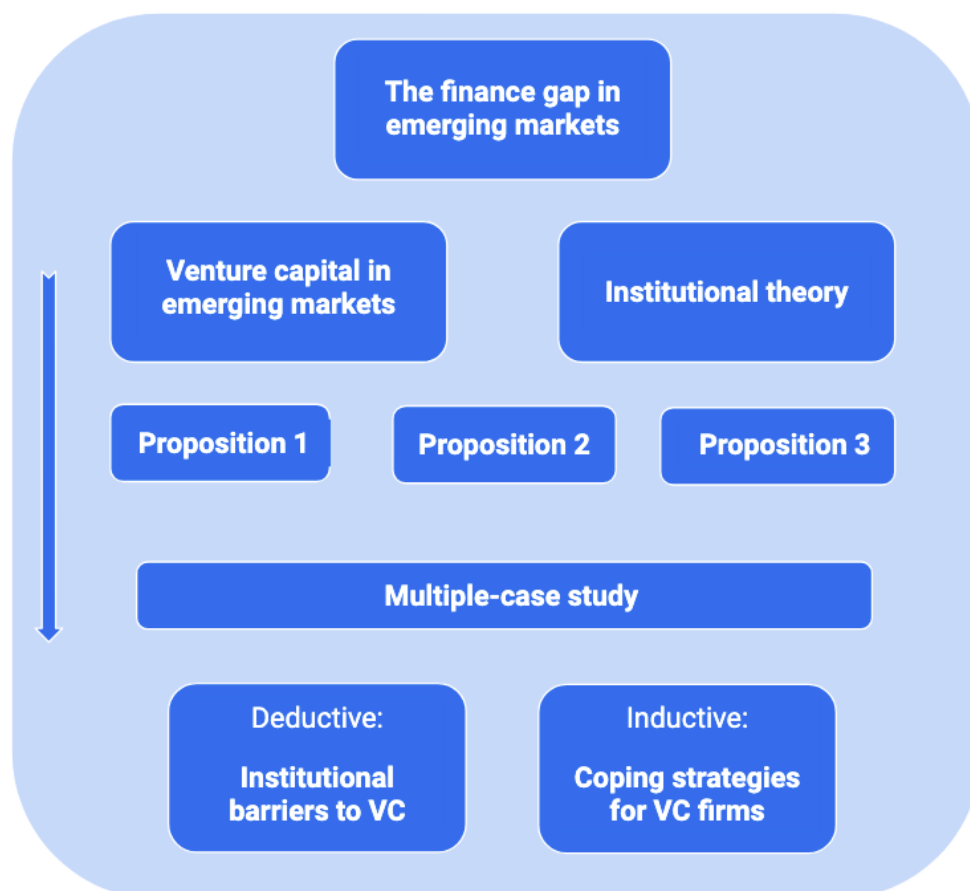 The finance gap in
emerging markets
Venture capital in
emerging markets
Institutional theory
Proposition 1
Proposition 2
Proposition 3
Multiple-case study
Deductive:
Institutional
barriers to VC
Inductive:
Coping strategies
for VC firms